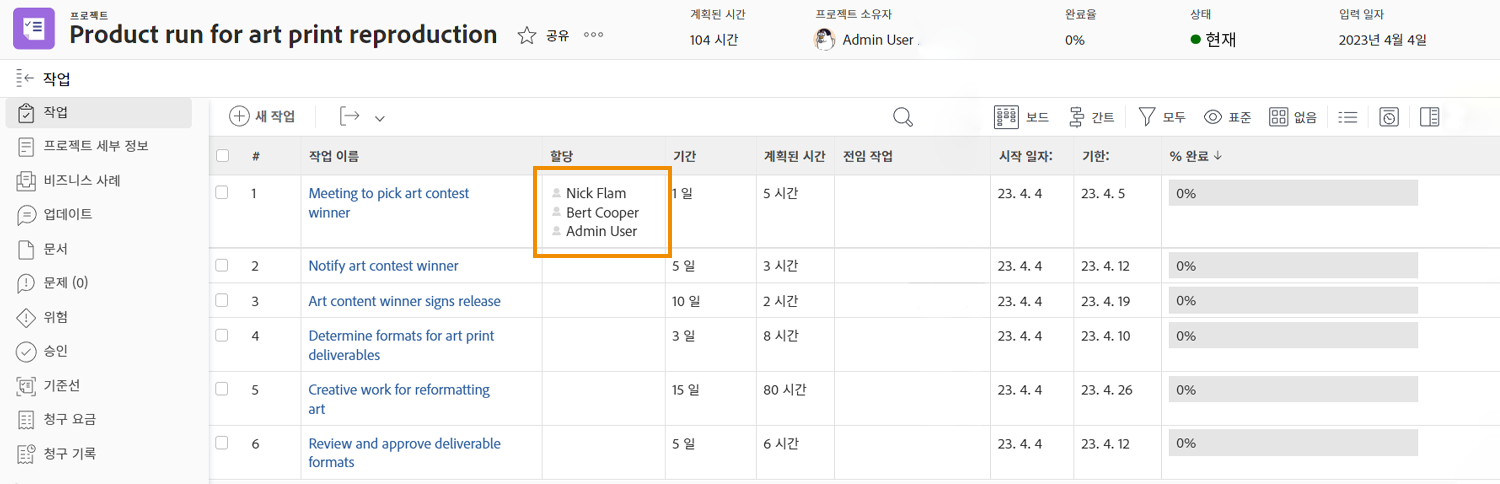 프로젝트
Product run for art print reproduction
공유
계획된 시간
104 시간
프로젝트 소유자
Admin User .
완료율
0%
상태
현재
입력 일자
2023년 4월 4일
작업
작업
프로젝트 세부 정보
비즈니스 사례
업데이트
문서
문제 (0)
위험
승인
기준선
청구 요금
청구 기록
새 작업
보드
간트
모두
표준
없음
# 작업 이름 할당 기간 계획된 시간 전임 작업 시작 일자: 기한: % 완료 ↓
1 Meeting to pick art contest winner Nick Flam Bert Cooper Admin User 1 일 5 시간 23. 4. 4 23. 4. 5 0%
2 Notify art contest winner 5 일 3 시간 23. 4. 4 23. 4. 12 0%
3 Art content winner signs release 10 일 2 시간 23. 4. 4 23. 4. 19 0%
4 Determine formats for art print deliverables 3 일 8 시간 23. 4. 4 23. 4. 10 0%
5 Creative work for reformatting art 15 일 80 시간 23. 4. 4 23. 4. 26 0%
6 Review and approve deliverable formats 5 일 6 시간 23. 4. 4 23. 4. 12 0%